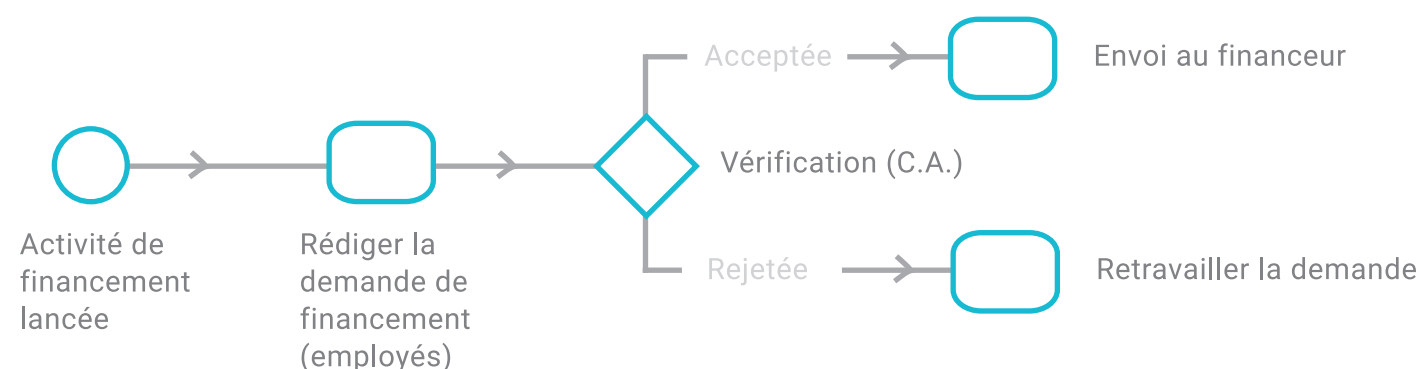 Acceptée
Envoi au financeur
Vérification (C.A.)
Activité de
financement
lancée
Rédiger la
demande de
financement
(employés)
Rejetée
Retravailler la demande